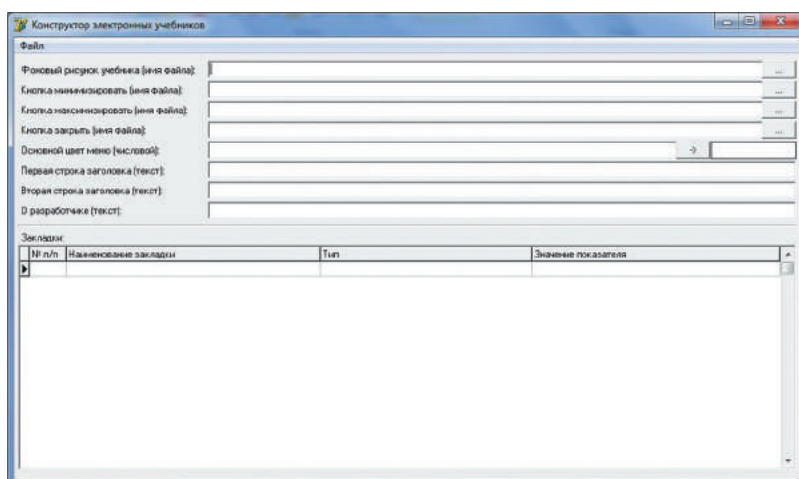 Конструктор электронных учебников
Файл
Фоновый рисунок учебника (имя файла):
...
Кнопка минимизировать (имя файла):
...
Кнопка максимизировать (имя файла):
...
Кнопка закрыть (имя файла):
...
Основной цвет меню (числовой):
->
Первая строка заголовка (текст):
Вторая строка заголовка (текст):
О разработчике (текст):
Закладки:
№ п/п Наименование закладки Тип Значение показателя